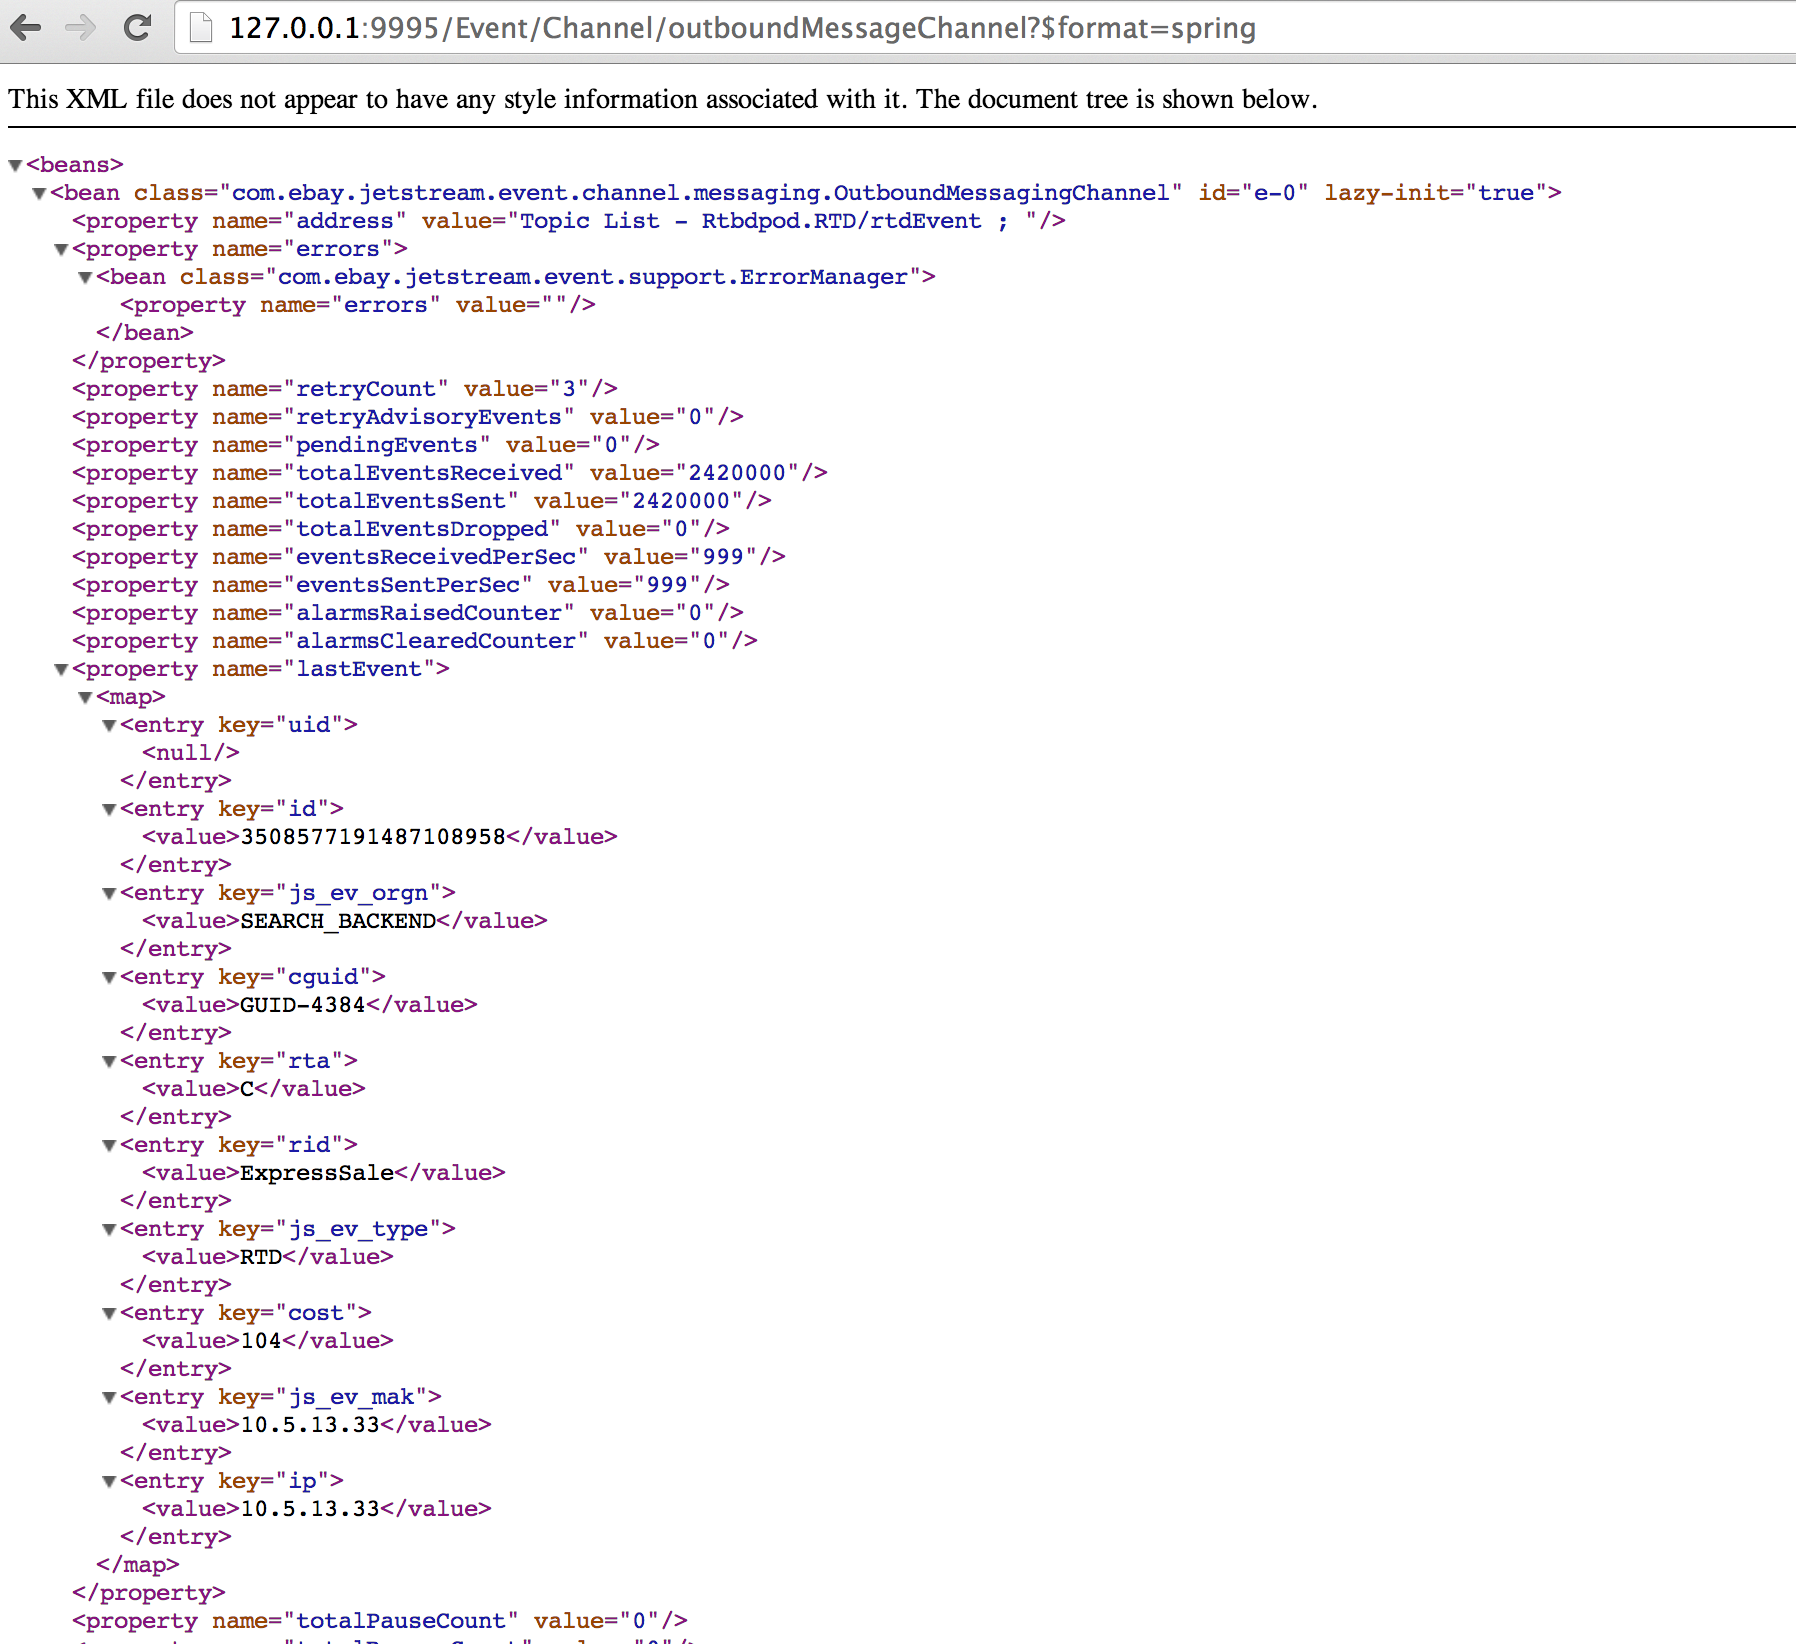 127.0.0.1:9995/Event/Channel/outboundMessageChannel?$format=spring
This XML file does not appear to have any style information associated with it. The document tree is shown below.
<beans>
<bean class="com.ebay.jetstream.event.channel.messaging.OutboundMessagingChannel" id="e-0" lazy-init="true">
<property name="address" value="Topic List - Rtbdpod.RTD/rtdEvent ; "/>
<property name="errors">
<bean class="com.ebay.jetstream.event.support.ErrorManager">
<property name="errors" value=""/>
</bean>
</property>
<property name="retryCount" value="3"/>
<property name="retryAdvisoryEvents" value="0"/>
<property name="pendingEvents" value="0"/>
<property name="totalEventsReceived" value="2420000"/>
<property name="totalEventsSent" value="2420000"/>
<property name="totalEventsDropped" value="0"/>
<property name="eventsReceivedPerSec" value="999"/>
<property name="eventsSentPerSec" value="999"/>
<property name="alarmsRaisedCounter" value="0"/>
<property name="alarmsClearedCounter" value="0"/>
<property name="lastEvent">
<map>
<entry key="uid">
<null/>
</entry>
<entry key="id">
<value>3508577191487108958</value>
</entry>
<entry key="js_ev_orgn">
<value>SEARCH_BACKEND</value>
</entry>
<entry key="cguid">
<value>GUID-4384</value>
</entry>
<entry key="rta">
<value>C</value>
</entry>
<entry key="rid">
<value>ExpressSale</value>
</entry>
<entry key="js_ev_type">
<value>RTD</value>
</entry>
<entry key="cost">
<value>104</value>
</entry>
<entry key="js_ev_mak">
<value>10.5.13.33</value>
</entry>
<entry key="ip">
<value>10.5.13.33</value>
</entry>
</map>
</property>
<property name="totalPauseCount" value="0"/>